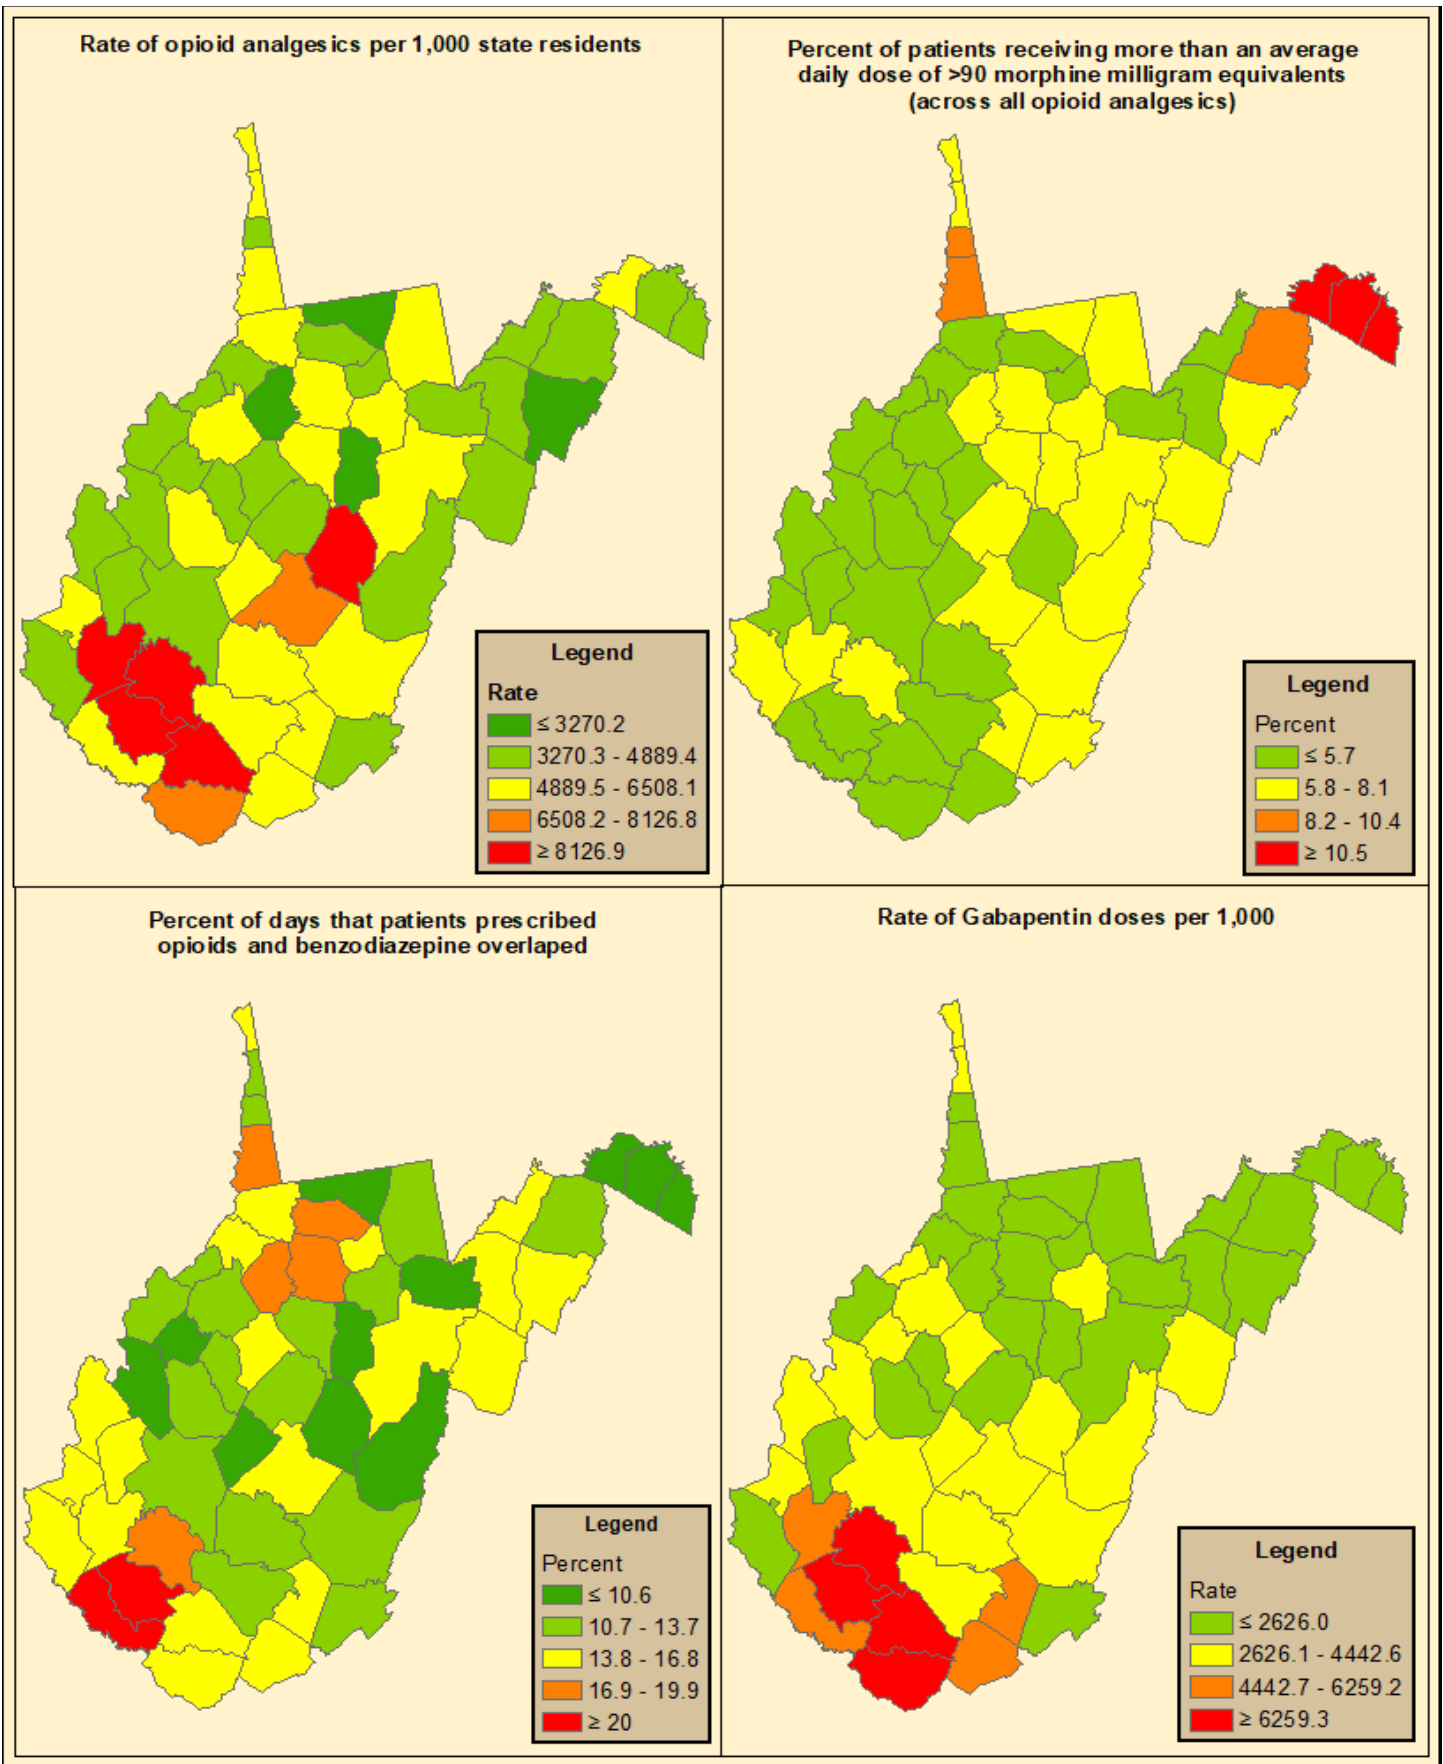 Rate of opioid analgesics per 1,000 state residents
Legend
Rate
≤ 3270.2
3270.3 - 4889.4
4889.5 - 6508.1
6508.2 - 8126.8
≥ 8126.9
Percent of patients receiving more than an average
daily dose of >90 morphine milligram equivalents
(across all opioid analgesics)
Legend
Percent
≤ 5.7
5.8 - 8.1
8.2 - 10.4
≥ 10.5
Percent of days that patients prescribed
opioids and benzodiazepine overlaped
Legend
Percent
≤ 10.6
10.7 - 13.7
13.8 - 16.8
16.9 - 19.9
≥ 20
Rate of Gabapentin doses per 1,000
Legend
Rate
≤ 2626.0
2626.1 - 4442.6
4442.7 - 6259.2
≥ 6259.3